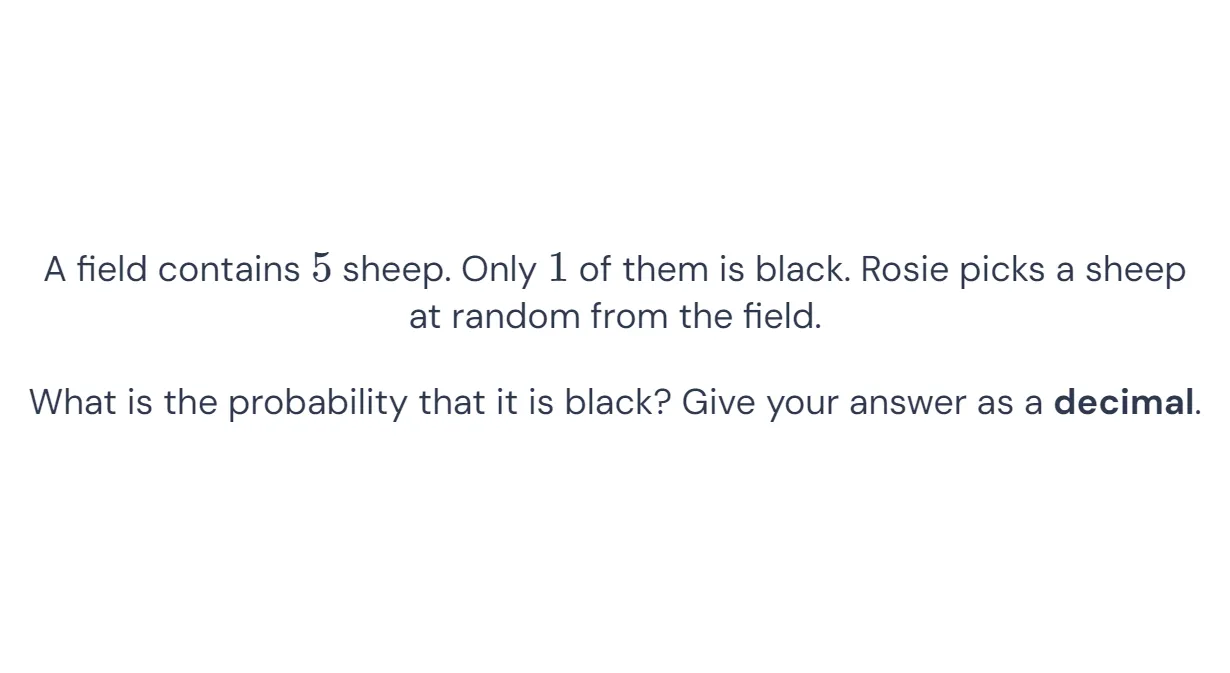 A field contains 5 sheep. Only 1 of them is black. Rosie picks a sheep
at random from the field.
What is the probability that it is black? Give your answer as a decimal.